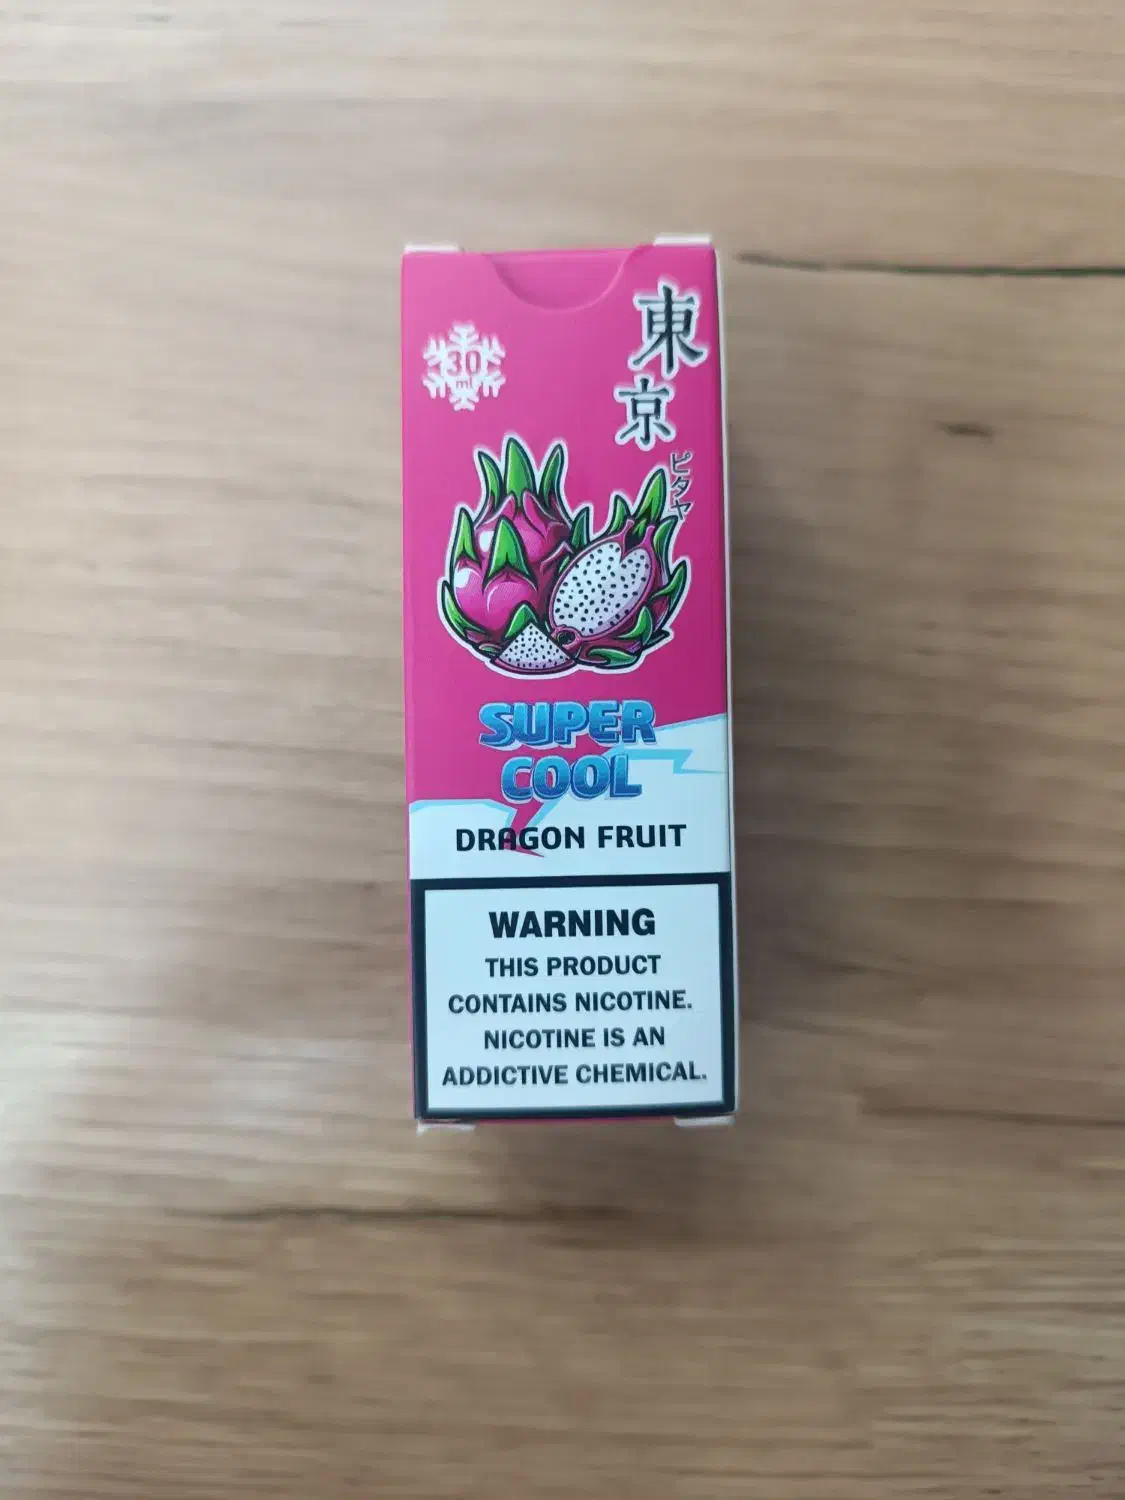 東京
ピタヤ
30
ml
SUPER
COOL
DRAGON FRUIT
WARNING
THIS PRODUCT
CONTAINS NICOTINE.
NICOTINE IS AN
ADDICTIVE CHEMICAL.